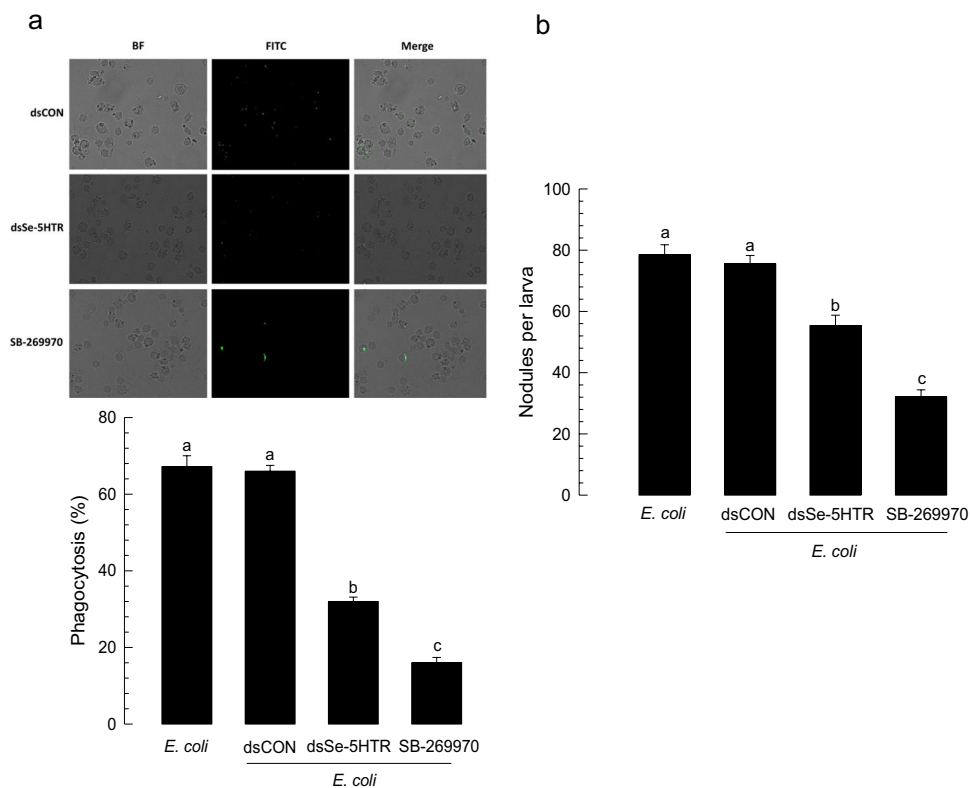 a
BF FITC Merge
dsCON
dsSe-5HTR
SB-269970
80
60
40
20
0
Phagocytosis (%)
a a b c
E. coli dsCON dsSe-5HTR SB-269970
E. coli
b
100
80
60
40
20
0
Nodules per larva
a a b c
E. coli dsCON dsSe-5HTR SB-269970
E. coli